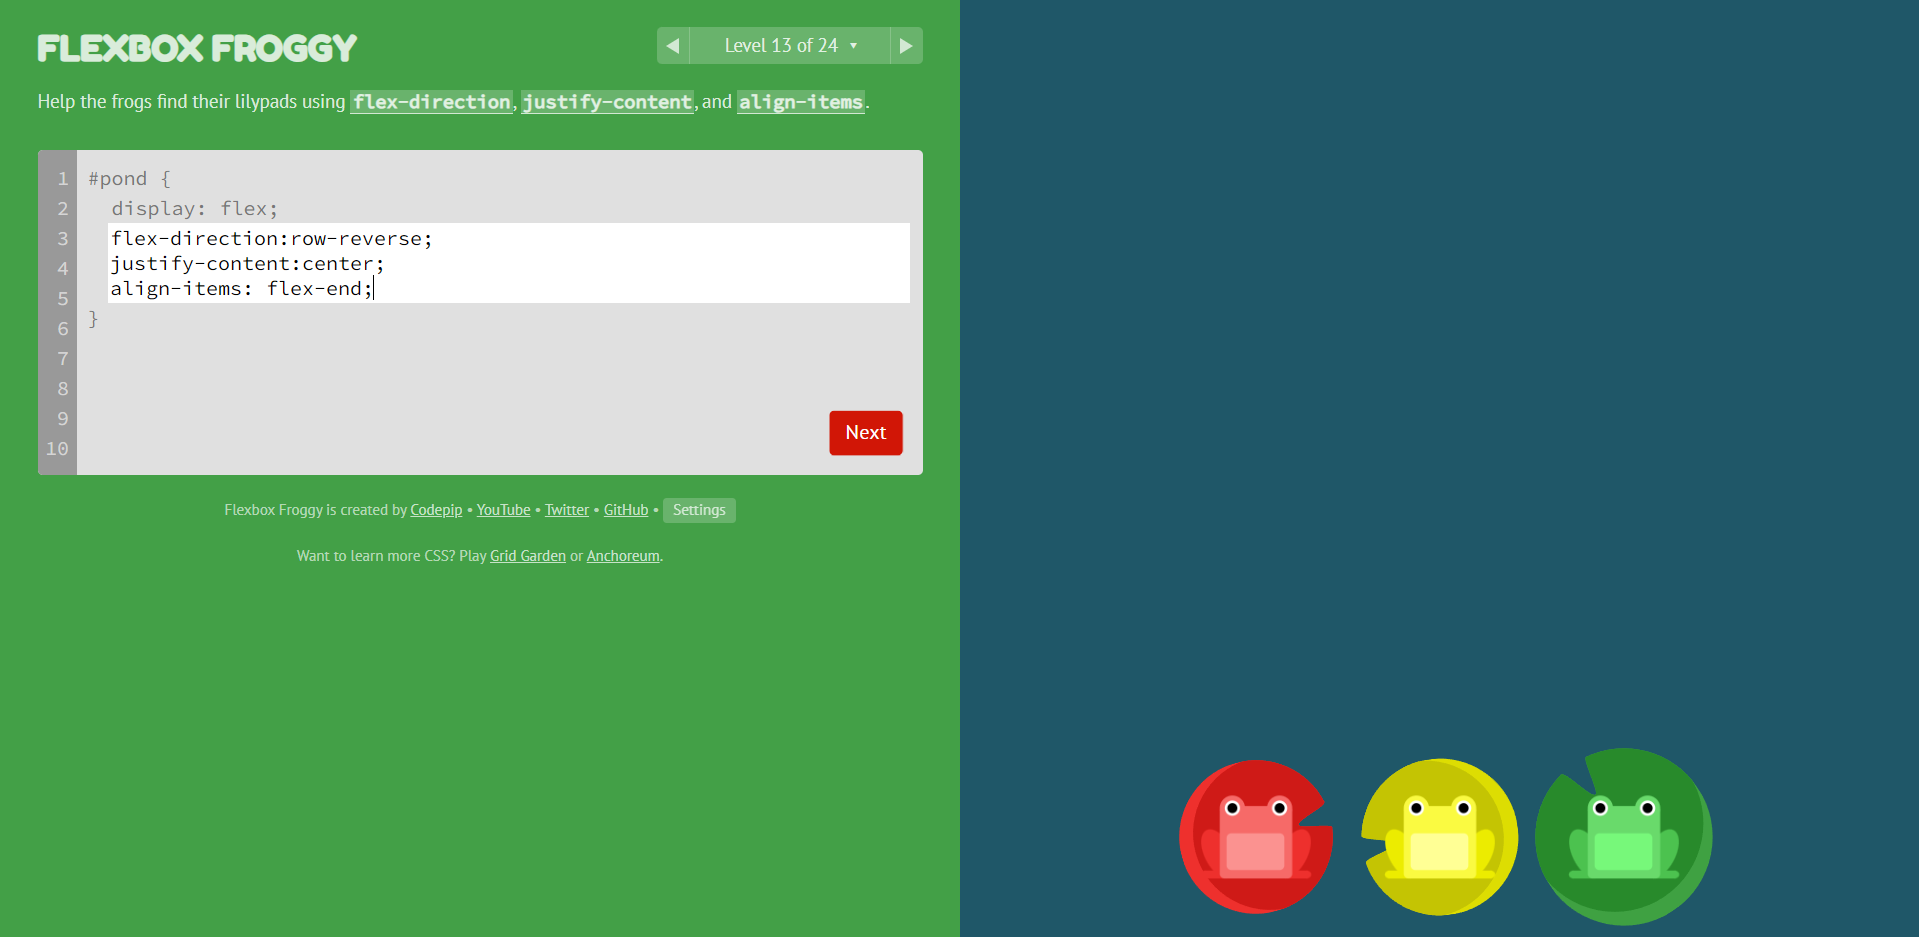 FLEXBOX FROGGY
Level 13 of 24 ▼
Help the frogs find their lilypads using flex-direction, justify-content, and align-items.
1 #pond {
2 display: flex;
3 flex-direction:row-reverse;
4 justify-content:center;
5 align-items: flex-end;
6 }
7
8
9
10
Next
Flexbox Froggy is created by Codepip • YouTube • Twitter • GitHub • Settings
Want to learn more CSS? Play Grid Garden or Anchoreum.